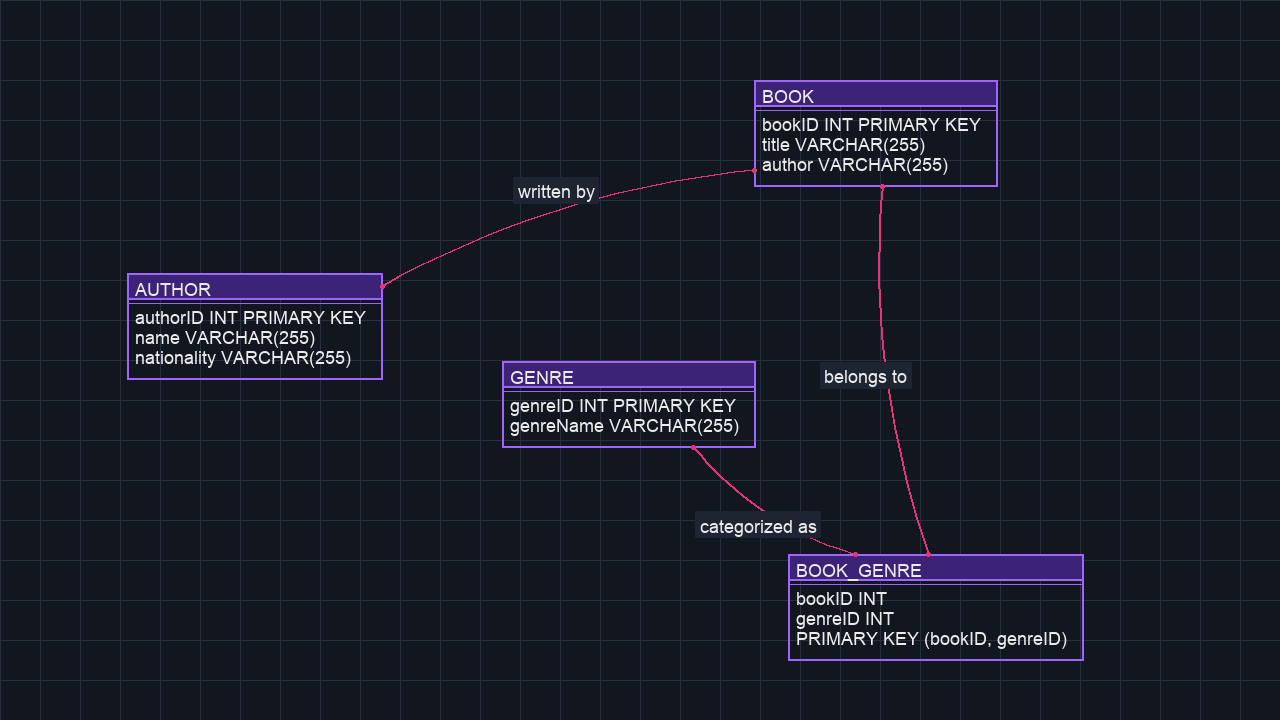 BOOK
bookID INT PRIMARY KEY
title VARCHAR(255)
author VARCHAR(255)
written by
AUTHOR
authorID INT PRIMARY KEY
name VARCHAR(255)
nationality VARCHAR(255)
GENRE
genreID INT PRIMARY KEY
genreName VARCHAR(255)
belongs to
categorized as
BOOK_GENRE
bookID INT
genreID INT
PRIMARY KEY (bookID, genreID)